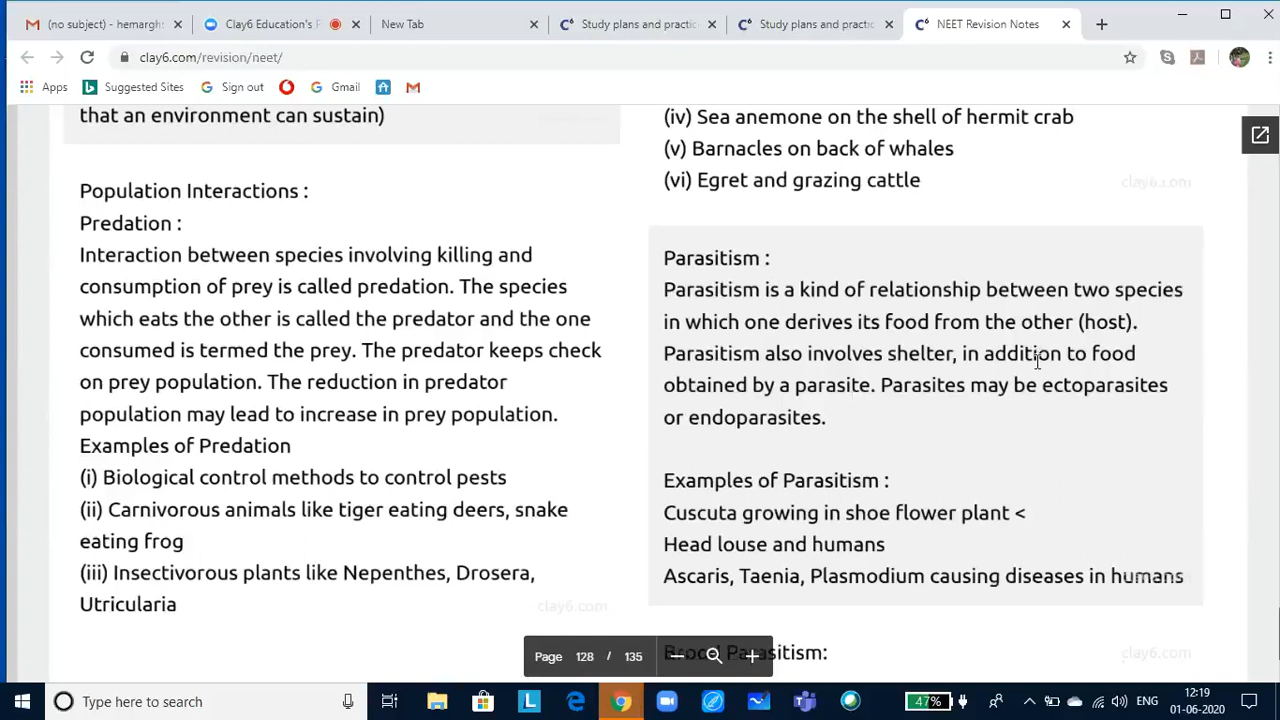 (no subject) - hemarghs
Clay6 Education's P
New Tab
Study plans and practic
Study plans and practic
NEET Revision Notes
clay6.com/revision/neet/
Apps
Suggested Sites
Sign out
Gmail
that an environment can sustain)
Population Interactions :
Predation :
Interaction between species involving killing and
consumption of prey is called predation. The species
which eats the other is called the predator and the one
consumed is termed the prey. The predator keeps check
on prey population. The reduction in predator
population may lead to increase in prey population.
Examples of Predation
(i) Biological control methods to control pests
(ii) Carnivorous animals like tiger eating deers, snake
eating frog
(iii) Insectivorous plants like Nepenthes, Drosera,
Utricularia
clay6.com
(iv) Sea anemone on the shell of hermit crab
(v) Barnacles on back of whales
(vi) Egret and grazing cattle
clay6.com
Parasitism :
Parasitism is a kind of relationship between two species
in which one derives its food from the other (host).
Parasitism also involves shelter, in addition to food
obtained by a parasite. Parasites may be ectoparasites
or endoparasites.
Examples of Parasitism :
Cuscuta growing in shoe flower plant <
Head louse and humans
Ascaris, Taenia, Plasmodium causing diseases in humans
Brood Parasitism:
clay6.com
Page 128 / 135
Type here to search
L
47%
ENG
12:19
01-06-2020